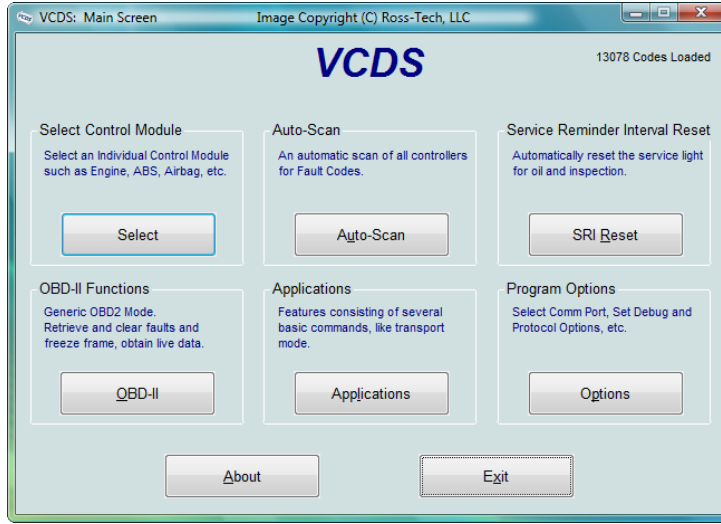 VCDS: Main Screen
Image Copyright (C) Ross-Tech, LLC
VCDS
13078 Codes Loaded
Select Control Module
Select an Individual Control Module
such as Engine, ABS, Airbag, etc.
Select
Auto-Scan
An automatic scan of all controllers
for Fault Codes.
Auto-Scan
Service Reminder Interval Reset
Automatically reset the service light
for oil and inspection.
SRI Reset
OBD-II Functions
Generic OBD2 Mode.
Retrieve and clear faults and
freeze frame, obtain live data.
OBD-II
Applications
Features consisting of several
basic commands, like transport
mode.
Applications
Program Options
Select Comm Port, Set Debug and
Protocol Options, etc.
Options
About
Exit